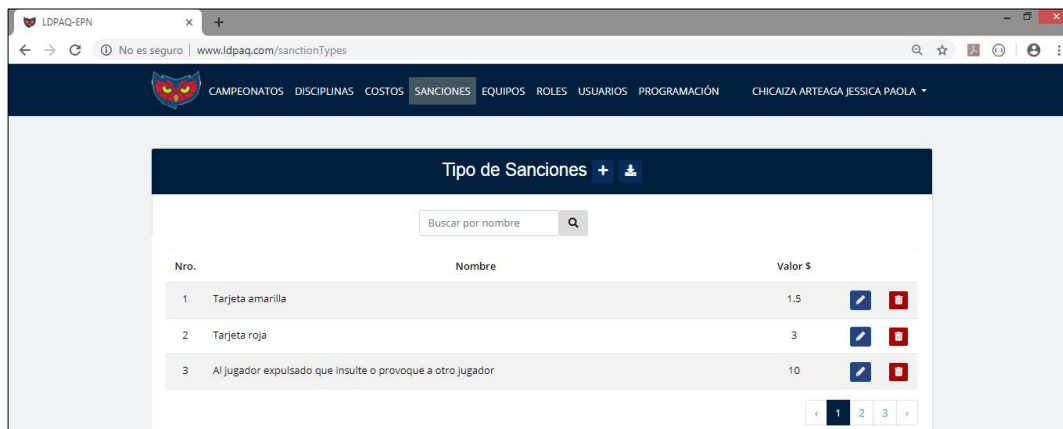 LDPAQ-EPN
No es seguro | www.ldpaq.com/sanctionTypes
CAMPEONATOS DISCIPLINAS COSTOS SANCIONES EQUIPOS ROLES USUARIOS PROGRAMACIÓN CHICAIZA ARTEAGA JESSICA PAOLA
Tipo de Sanciones
Buscar por nombre
Nro. Nombre Valor $
1 Tarjeta amarilla 1.5
2 Tarjeta roja 3
3 Al jugador expulsado que insulte o provoque a otro jugador 10
‹ 1 2 3 ›